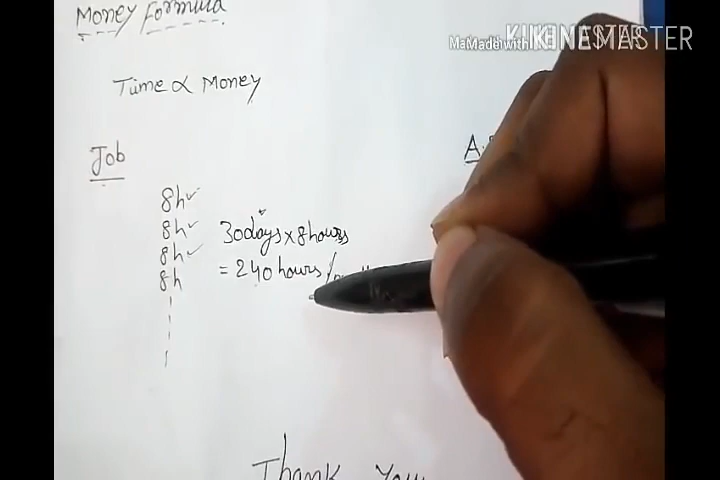 Money Formula
Made with KINEMASTER
Time ∝ Money
Job
A.
8h✓
8h✓
8h✓
8h
30days × 8hours
= 240 hours/
Thank You